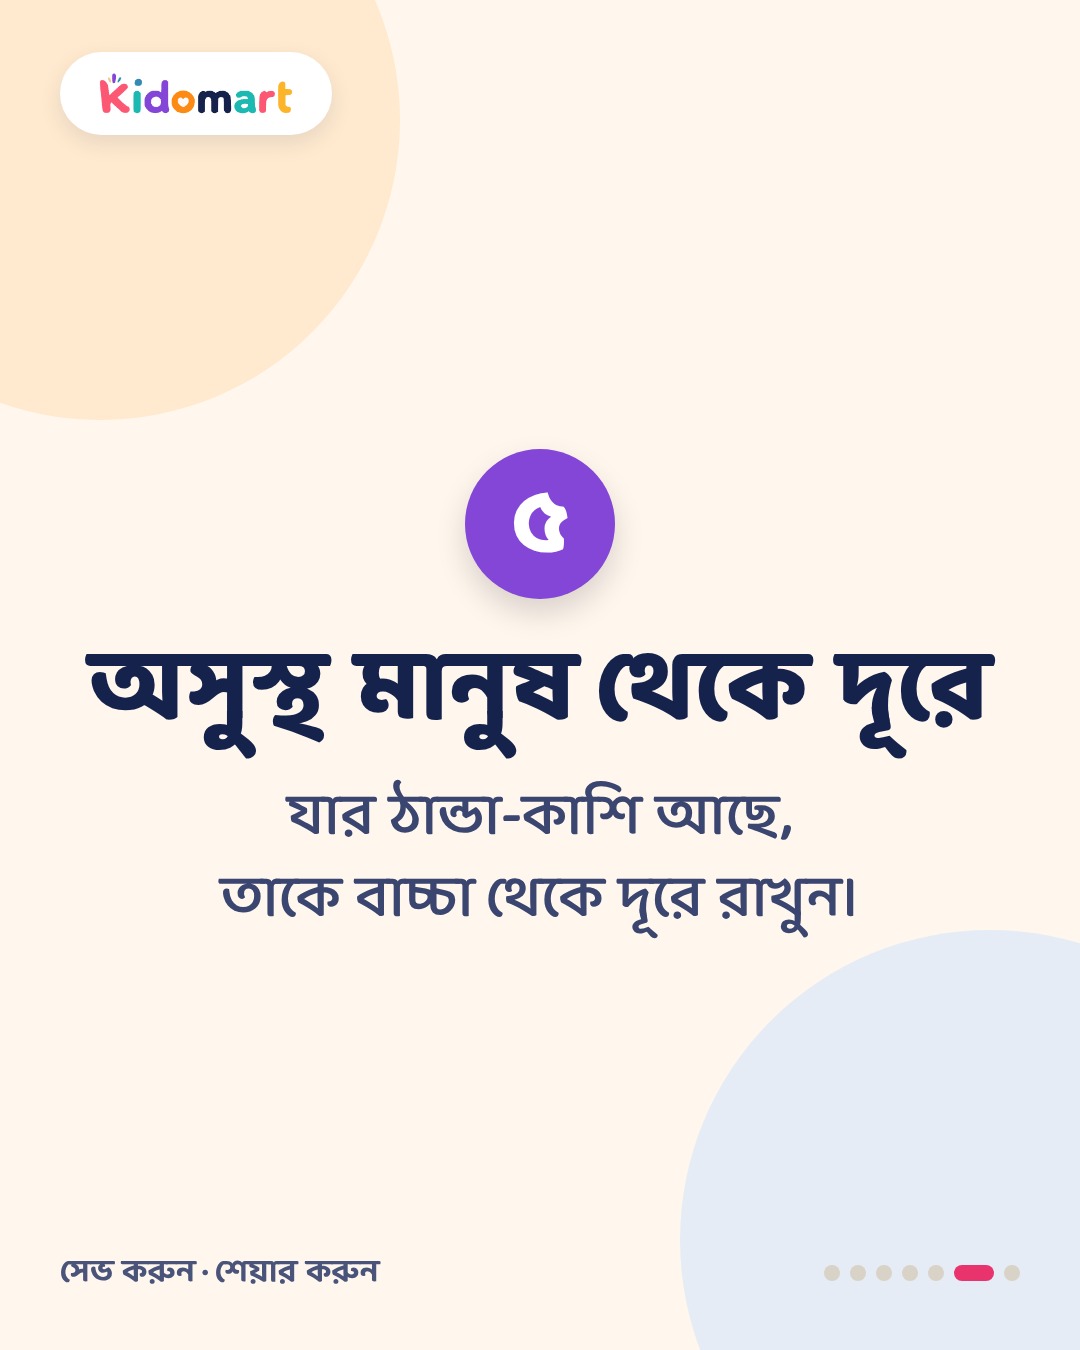 Kidomart
৫
অসুস্থ মানুষ থেকে দূরে
যার ঠান্ডা-কাশি আছে,
তাকে বাচ্চা থেকে দূরে রাখুন।
সেভ করুন · শেয়ার করুন